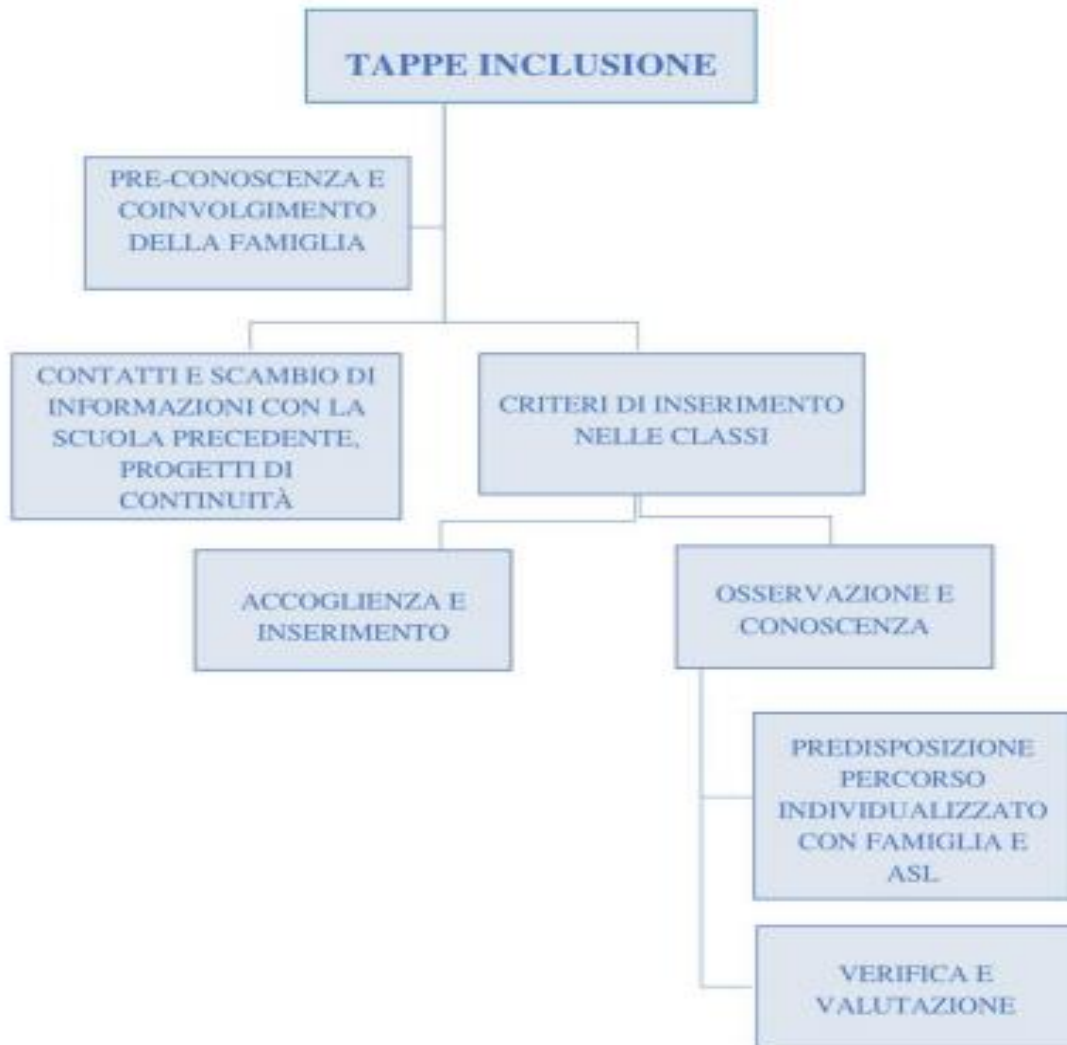 TAPPE INCLUSIONE
PRE-CONOSCENZA E
COINVOLGIMENTO
DELLA FAMIGLIA
CONTATTI E SCAMBIO DI
INFORMAZIONI CON LA
SCUOLA PRECEDENTE,
PROGETI DI
CONTINUITÀ
CRITERI DI INSERIMENTO
NELLE CLASSI
ACCOGLIENZA E
INSERIMENTO
OSSERVAZIONE E
CONOSCENZA
PREDISPOSIZIONE
PERCORSO
INDIVIDUALIZZATO
CON FAMIGLIA E
ASL
VERIFICA E
VALUTAZIONE